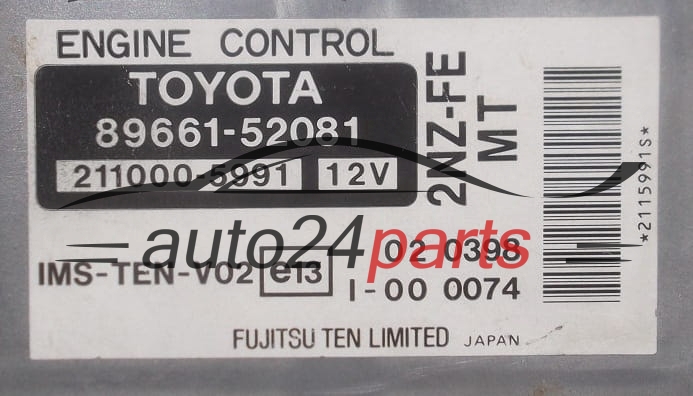 ENGINE CONTROL
TOYOTA
89661-52081
211000-5991 12V
2NZ-FE
MT
*2115991S*
auto24parts
IMS-TEN-V02 e13 02 0398
I-00 0074
FUJITSU TEN LIMITED JAPAN